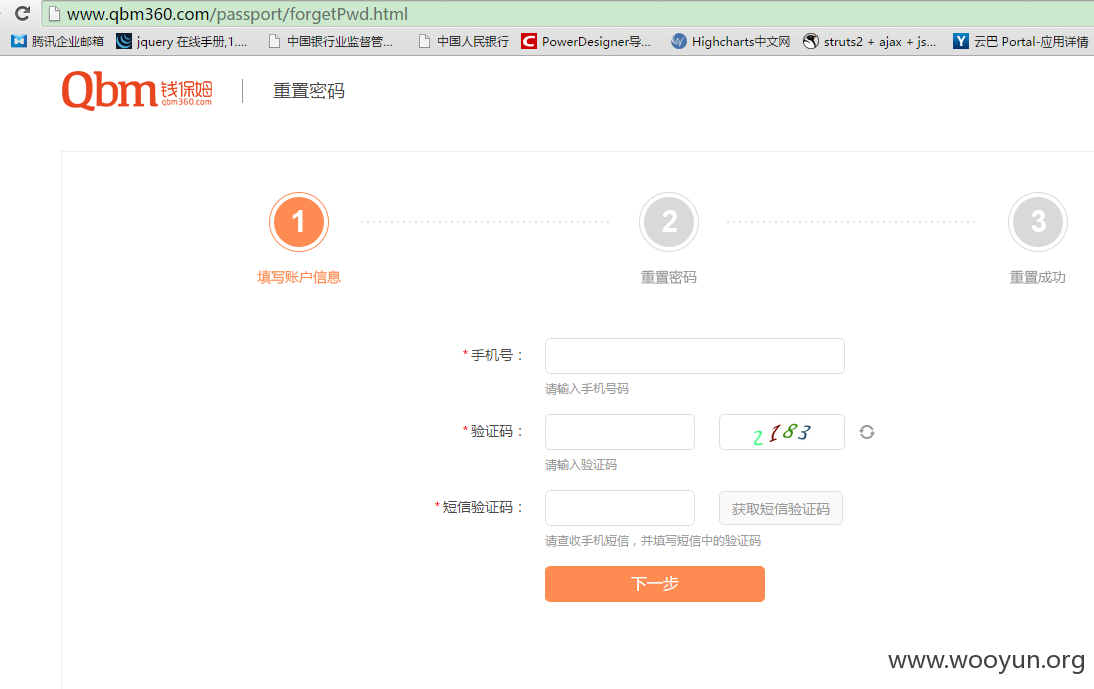 www.qbm360.com/passport/forgetPwd.html
腾讯企业邮箱 jquery 在线手册,1.... 中国银行业监督管... 中国人民银行 PowerDesigner导... Highcharts中文网 struts2 + ajax + js... 云巴 Portal-应用详情
Qbm 钱保姆 qbm360.com 重置密码
1 2 3
填写账户信息 重置密码 重置成功
*手机号：
请输入手机号码
*验证码： 2183
请输入验证码
*短信验证码： 获取短信验证码
请查收手机短信，并填写短信中的验证码
下一步
www.wooyun.org